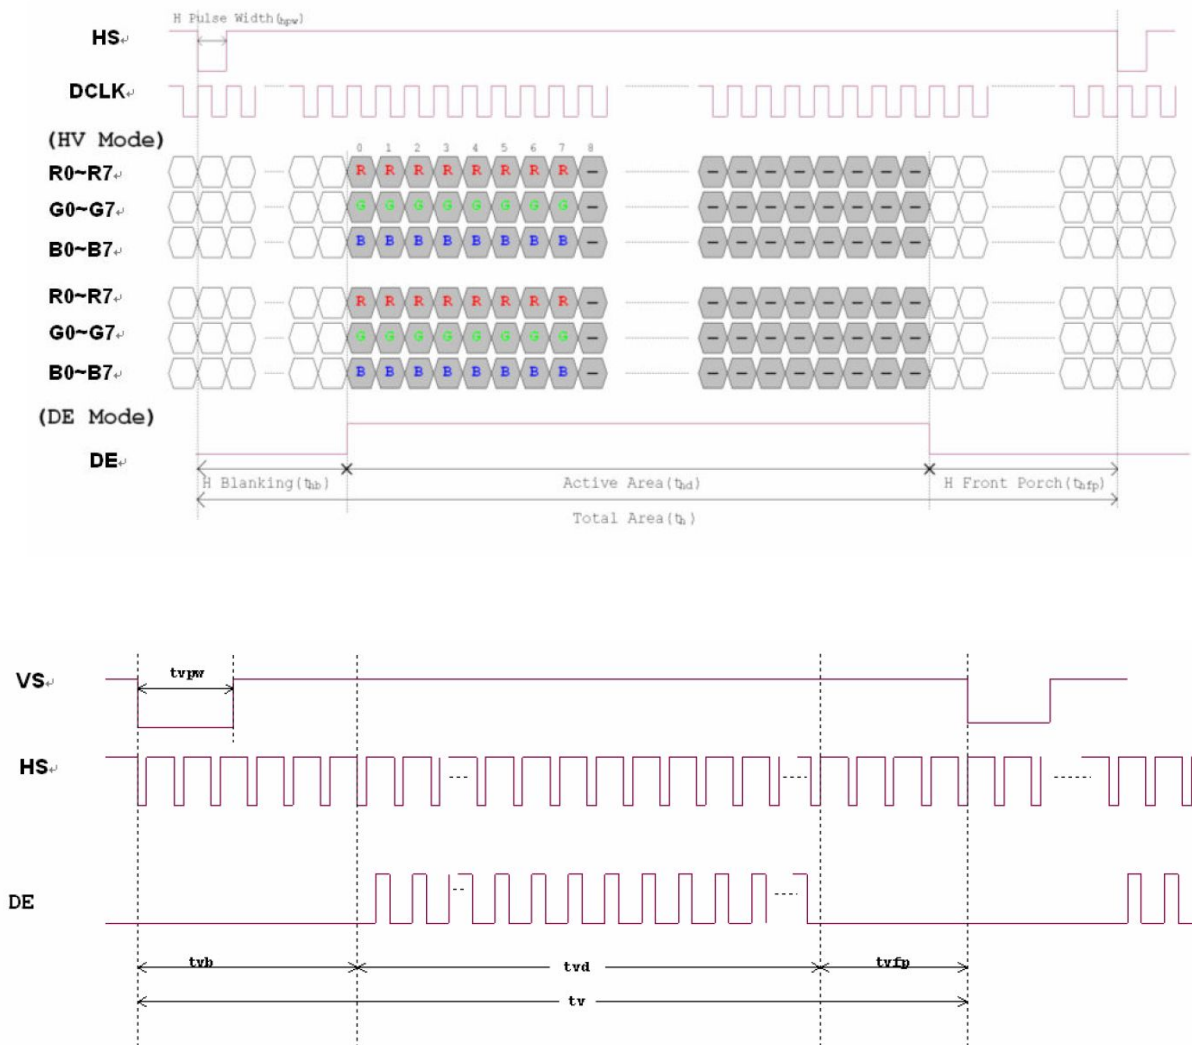 H Pulse Width(hpw)
HS
DCLK
(HV Mode)
0 1 2 3 4 5 6 7 8
R0~R7 R R R R R R R R
G0~G7 G G G G G G G G
B0~B7 B B B B B B B B
R0~R7 R R R R R R R R
G0~G7 G G G G G G G G
B0~B7 B B B B B B B B
(DE Mode)
DE
H Blanking(thb) Active Area(thd) H Front Porch(thfp)
Total Area(th)
tvpw
VS
HS
DE
tvb tvd tvfp
tv